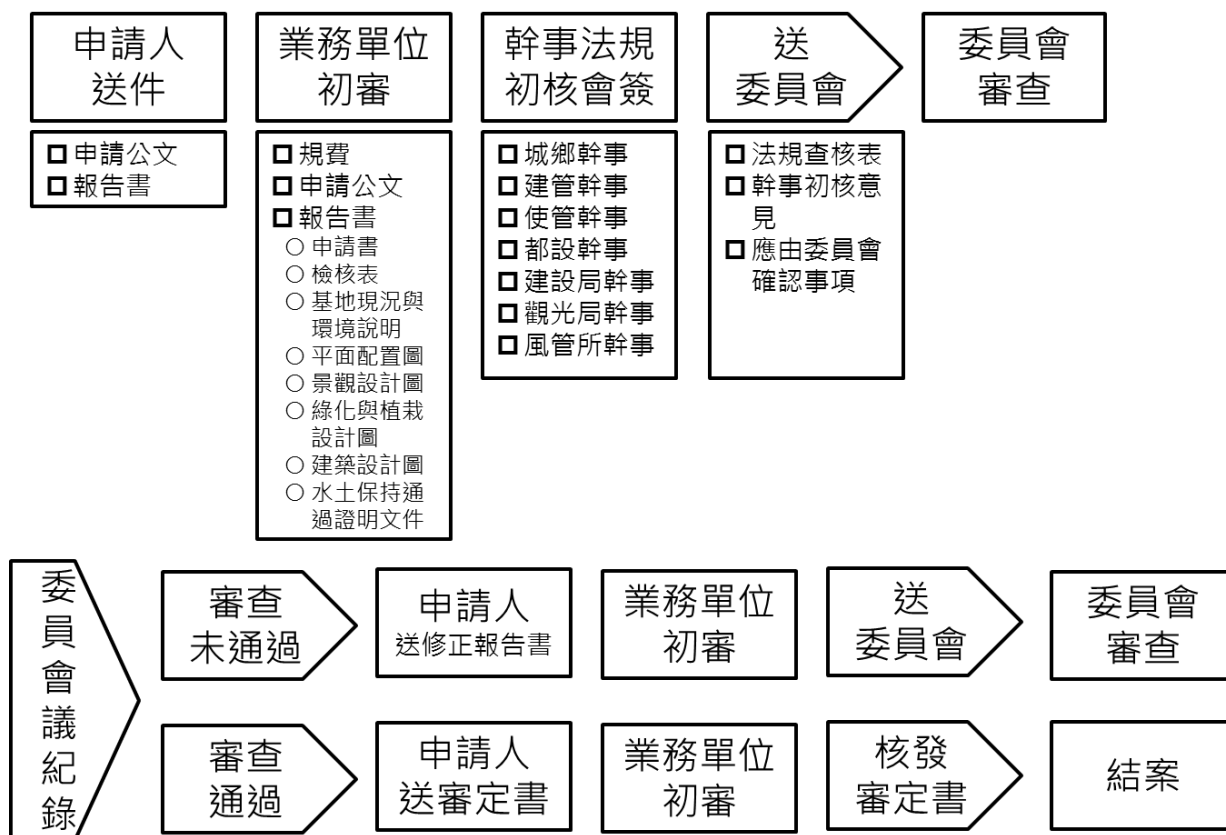 申請人
送件
業務單位
初審
幹事法規
初核會簽
送
委員會
委員會
審查
申請公文
報告書
規費
申請公文
報告書
申請書
檢核表
基地現況與
環境說明
平面配置圖
景觀設計圖
綠化與植栽
設計圖
建築設計圖
水土保持通
過證明文件
城鄉幹事
建管幹事
使管幹事
都設幹事
建設局幹事
觀光局幹事
風管所幹事
法規查核表
幹事初核意
見
應由委員會
確認事項
委員會議紀錄
審查
未通過
申請人
送修正報告書
業務單位
初審
送
委員會
委員會
審查
審查
通過
申請人
送審定書
業務單位
初審
核發
審定書
結案